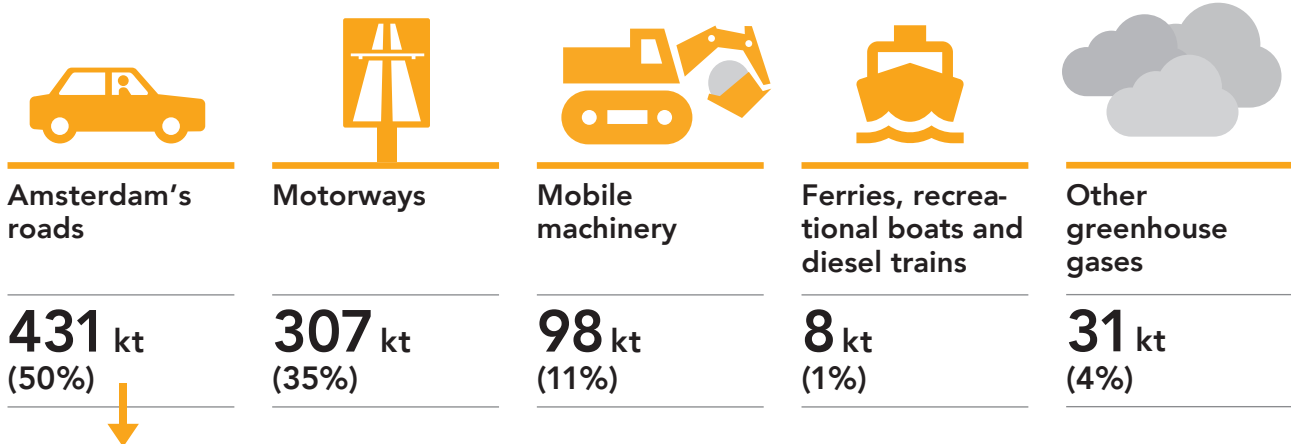 Amsterdam's
roads
431 kt
(50%)
Motorways
307 kt
(35%)
Mobile
machinery
98 kt
(11%)
Ferries, recrea-
tional boats and
diesel trains
8 kt
(1%)
Other
greenhouse
gases
31 kt
(4%)